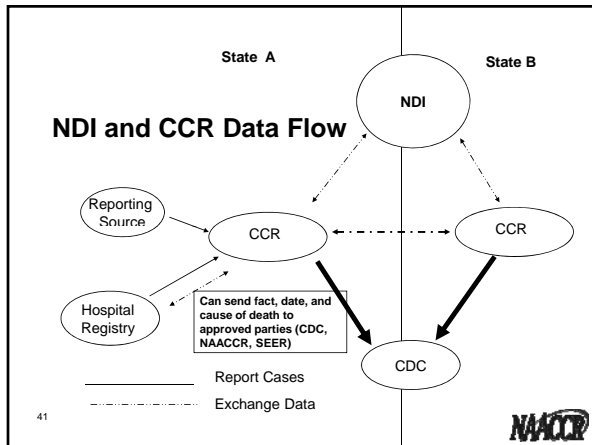 State A
State B
NDI
NDI and CCR Data Flow
Reporting
Source
CCR
CCR
Hospital
Registry
Can send fact, date, and
cause of death to
approved parties (CDC,
NAACCR, SEER)
CDC
Report Cases
Exchange Data
41
NAACCR